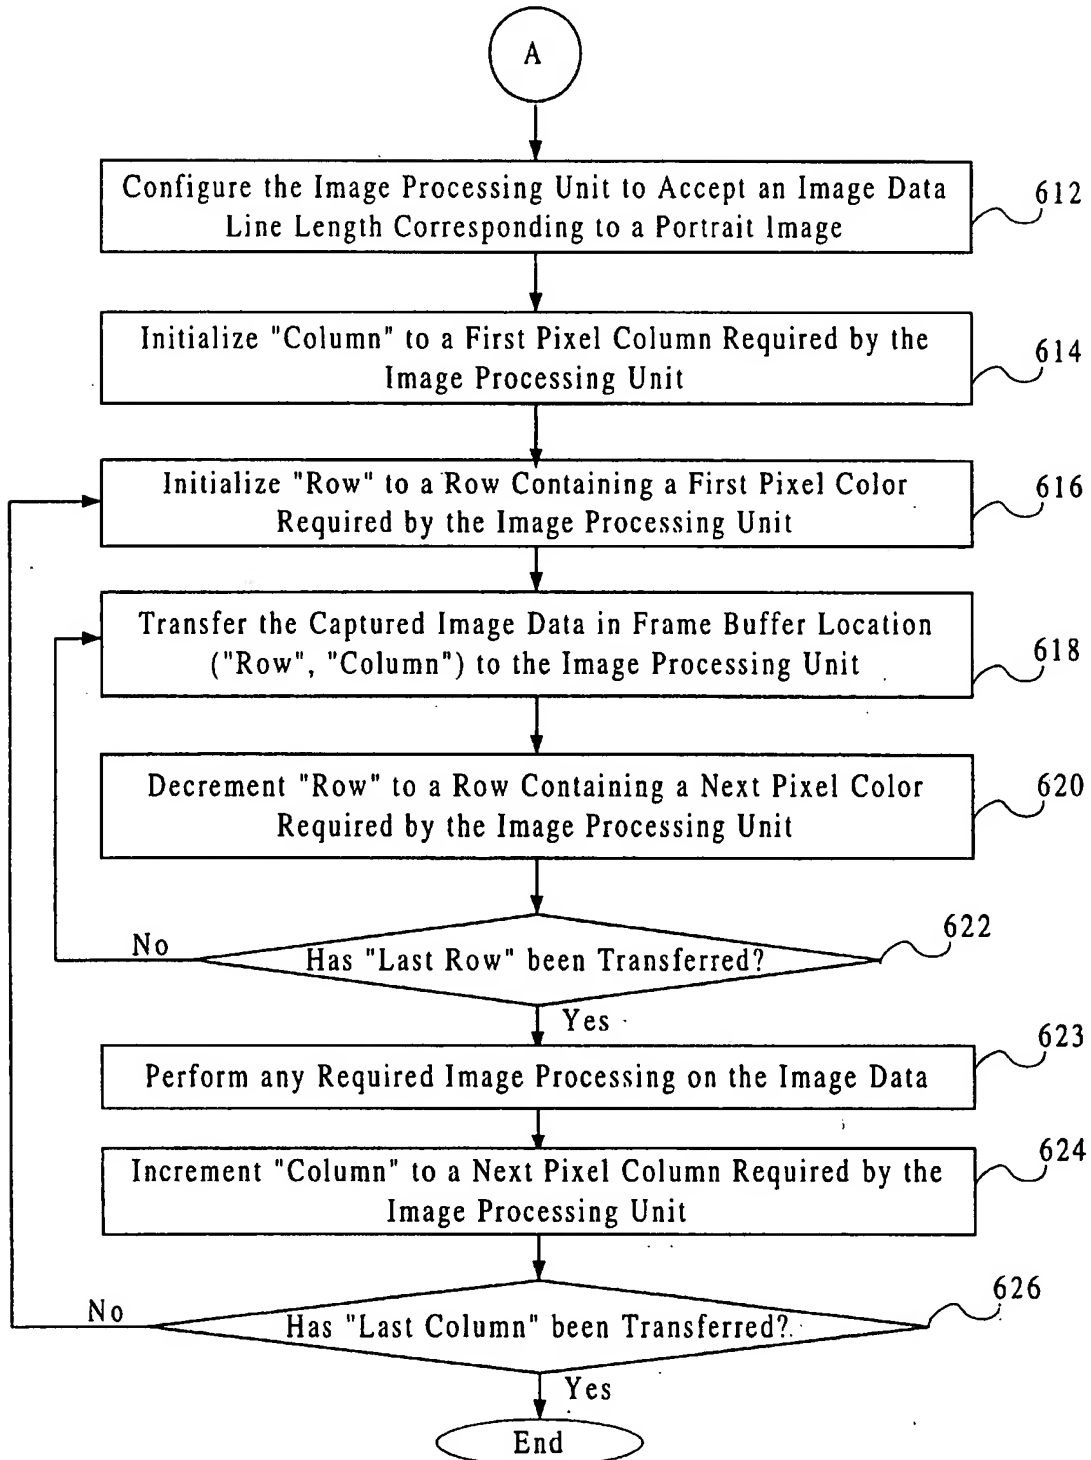 A
Configure the Image Processing Unit to Accept an Image Data
Line Length Corresponding to a Portrait Image
612
Initialize "Column" to a First Pixel Column Required by the
Image Processing Unit
614
Initialize "Row" to a Row Containing a First Pixel Color
Required by the Image Processing Unit
616
Transfer the Captured Image Data in Frame Buffer Location
("Row", "Column") to the Image Processing Unit
618
Decrement "Row" to a Row Containing a Next Pixel Color
Required by the Image Processing Unit
620
No
Has "Last Row" been Transferred?
622
Yes
Perform any Required Image Processing on the Image Data
623
Increment "Column" to a Next Pixel Column Required by the
Image Processing Unit
624
No
Has "Last Column" been Transferred?
626
Yes
End